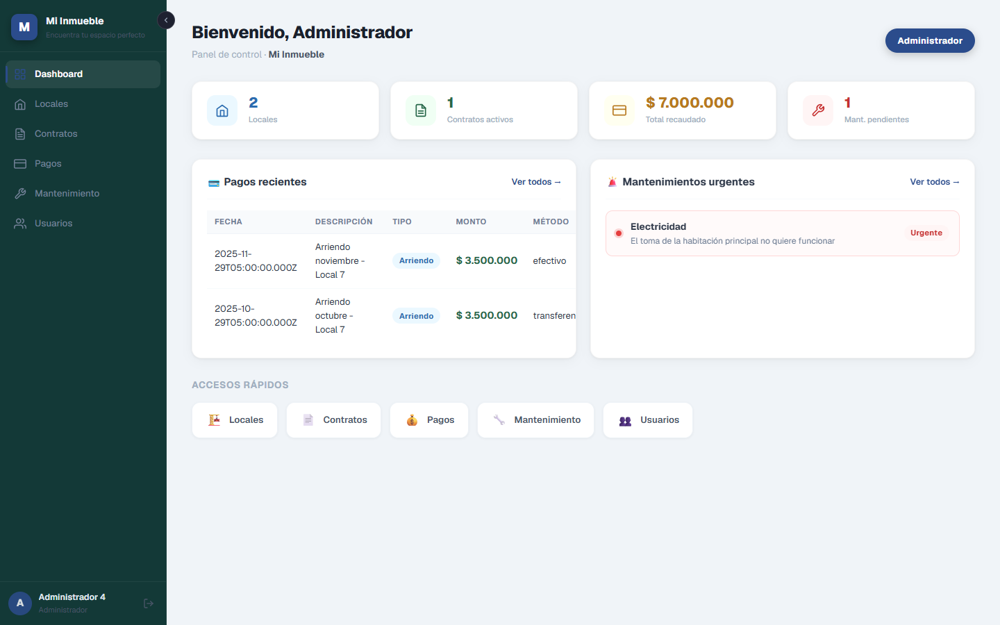 M
Mi Inmueble
Encuentra tu espacio perfecto
Dashboard
Locales
Contratos
Pagos
Mantenimiento
Usuarios
A
Administrador 4
Administrador
Bienvenido, Administrador
Panel de control · Mi Inmueble
Administrador
2
Locales
1
Contratos activos
$ 7.000.000
Total recaudado
1
Mant. pendientes
Pagos recientes
Ver todos →
FECHA DESCRIPCIÓN TIPO MONTO MÉTODO
2025-11-
29T05:00:00.000Z
Arriendo
noviembre -
Local 7
Arriendo
$ 3.500.000
efectivo
2025-10-
29T05:00:00.000Z
Arriendo
octubre -
Local 7
Arriendo
$ 3.500.000
transferen
Mantenimientos urgentes
Ver todos →
Electricidad
El toma de la habitación principal no quiere funcionar
Urgente
ACCESOS RÁPIDOS
Locales
Contratos
Pagos
Mantenimiento
Usuarios